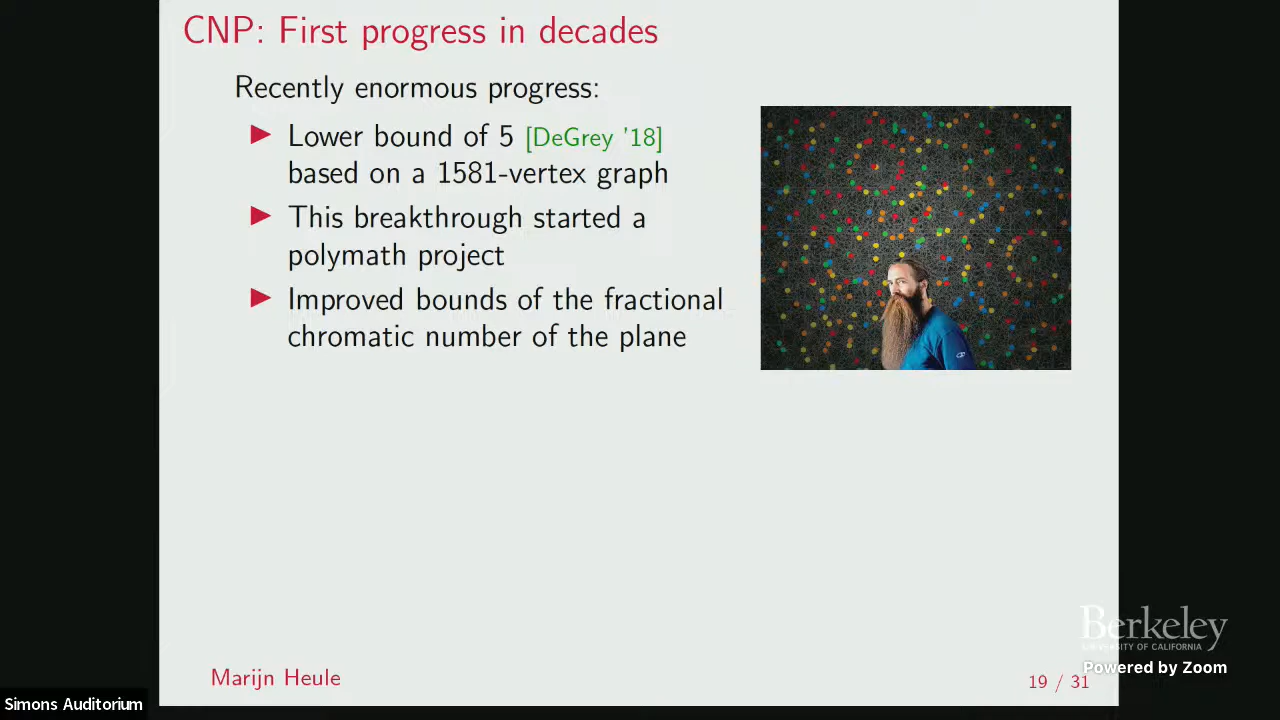 CNP: First progress in decades
Recently enormous progress:
Lower bound of 5 [DeGrey '18]
based on a 1581-vertex graph
This breakthrough started a
polymath project
Improved bounds of the fractional
chromatic number of the plane
Berkeley
UNIVERSITY OF CALIFORNIA
Powered by Zoom
Marijn Heule
19 / 31
Simons Auditorium